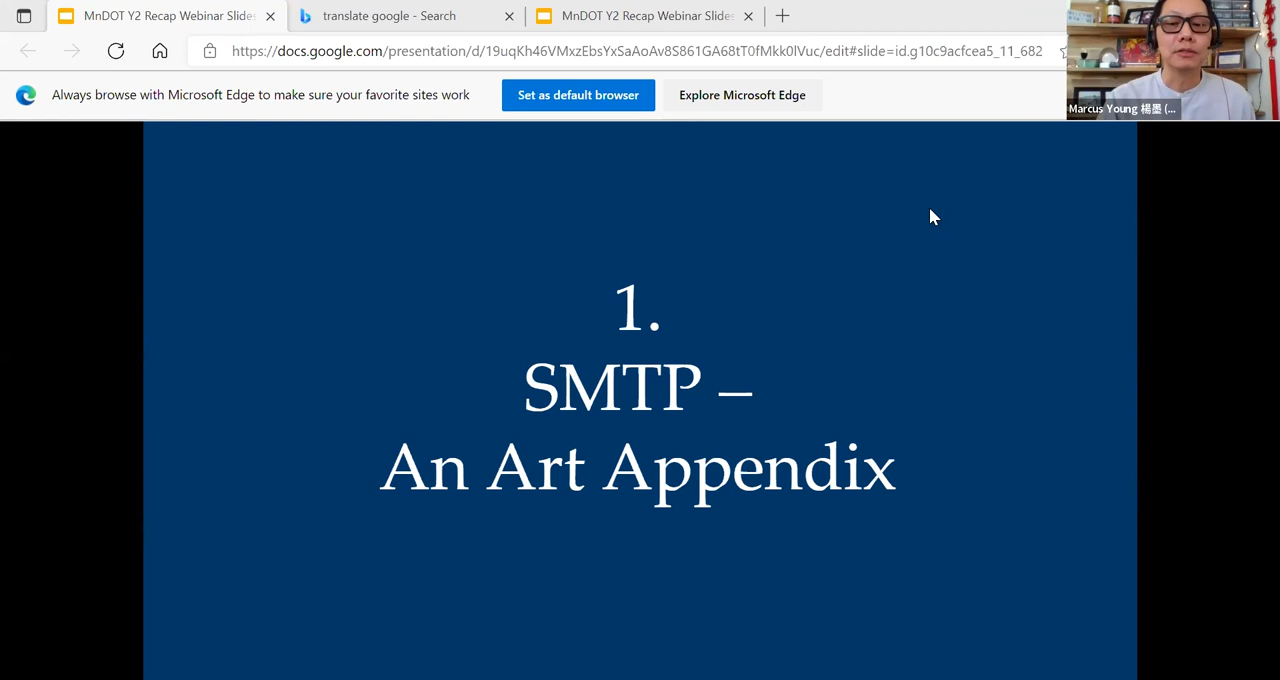 MnDOT Y2 Recap Webinar Slides
translate google - Search
MnDOT Y2 Recap Webinar Slides
https://docs.google.com/presentation/d/19uqKh46VMxzEbsYxSaAoAv8S861GA68tT0fMkk0lVuc/edit#slide=id.g10c9acfcea5_11_682
Always browse with Microsoft Edge to make sure your favorite sites work
Set as default browser
Explore Microsoft Edge
Marcus Young 楊墨 (...
1.
SMTP –
An Art Appendix